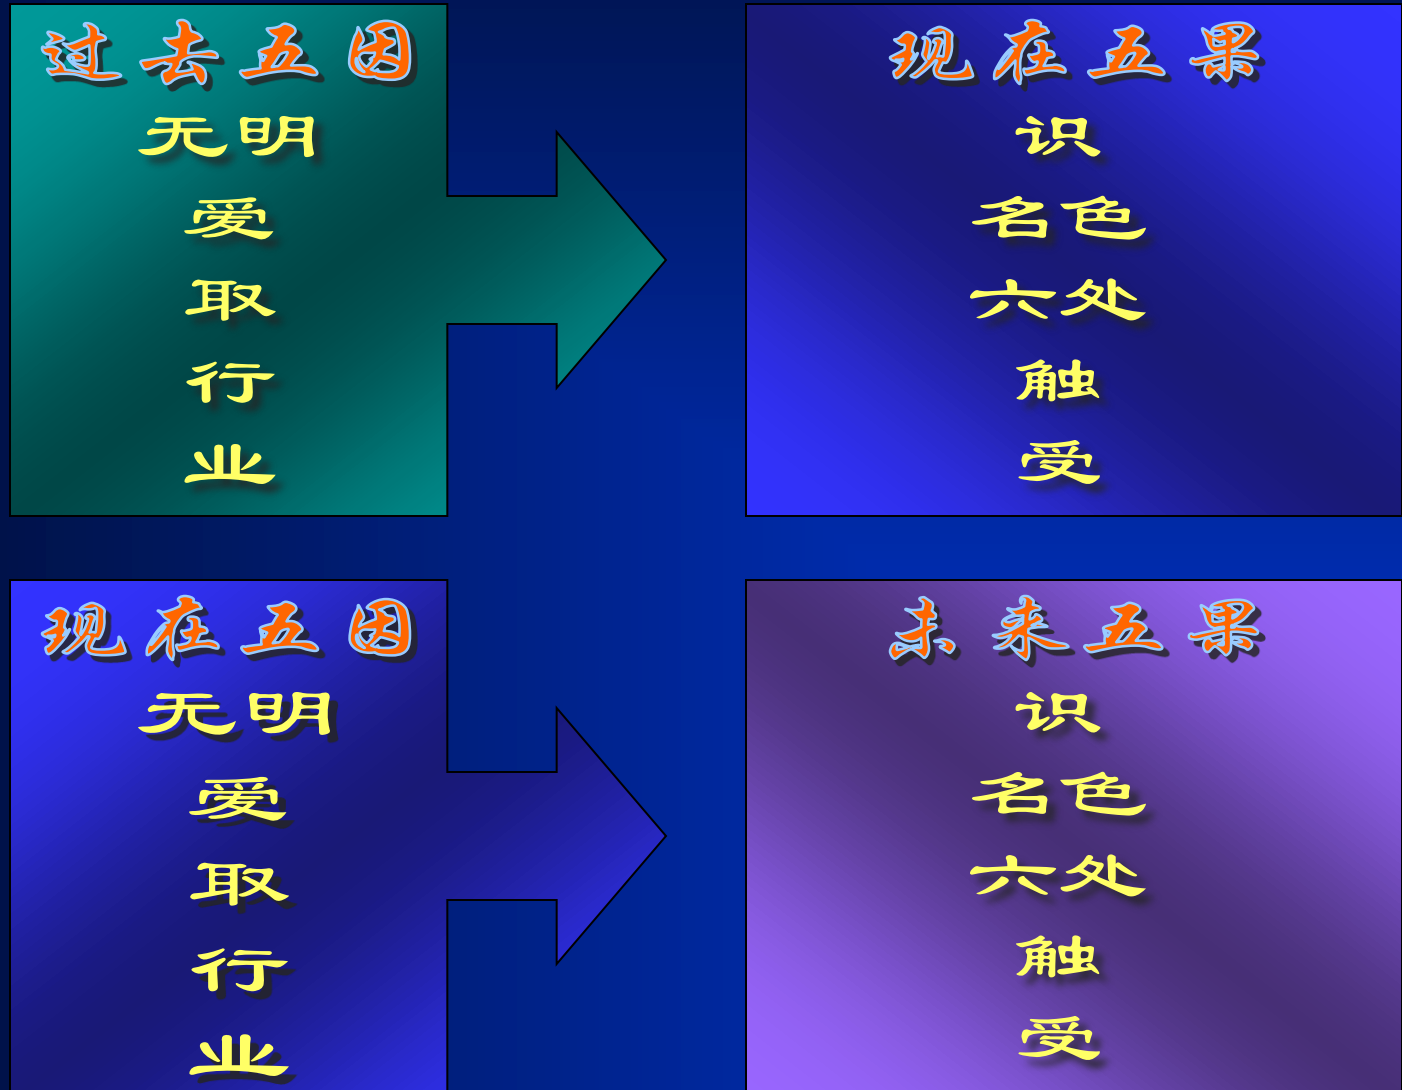 过去五因
无明
爱
取
行
业
现在五果
识
名色
六处
触
受
现在五因
无明
爱
取
行
业
未来五果
识
名色
六处
触
受